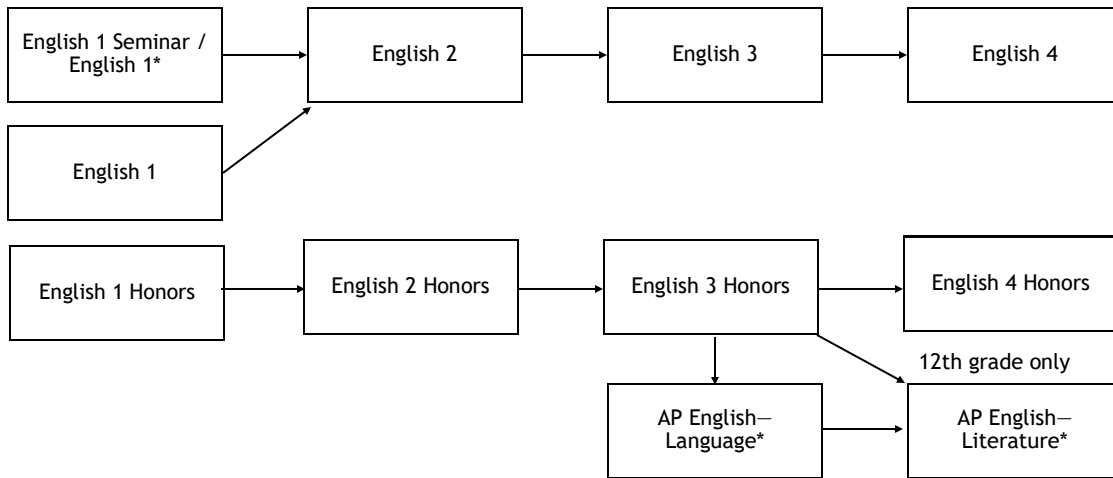 English 1 Seminar /
English 1*
English 2
English 3
English 4
English 1
English 1 Honors
English 2 Honors
English 3 Honors
English 4 Honors
12th grade only
AP English—
Language*
AP English—
Literature*